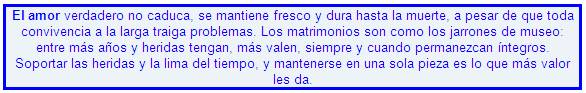 El amor verdadero no caduca, se mantiene fresco y dura hasta la muerte, a pesar de que toda
convivencia a la larga traiga problemas. Los matrimonios son como los jarrones de museo:
entre más años y heridas tengan, más valen, siempre y cuando permanezcan íntegros.
Soportar las heridas y la lima del tiempo, y mantenerse en una sola pieza es lo que más valor
les da.